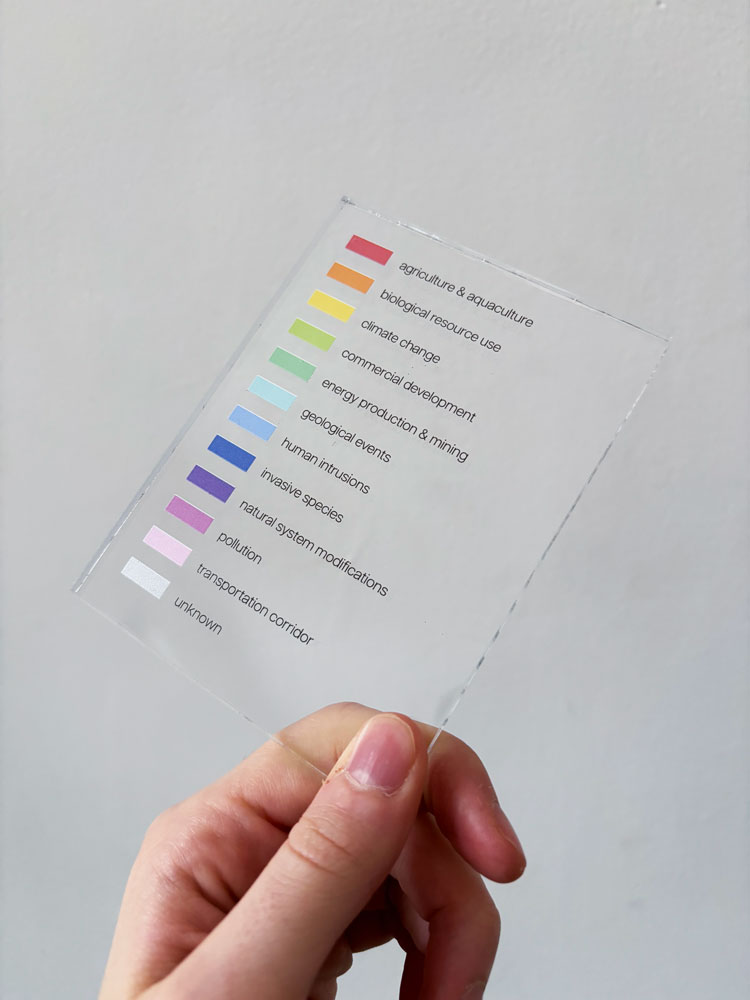 agriculture & aquaculture
biological resource use
climate change
commercial development
energy production & mining
geological events
human intrusions
invasive species
natural system modifications
pollution
transportation corridor
unknown